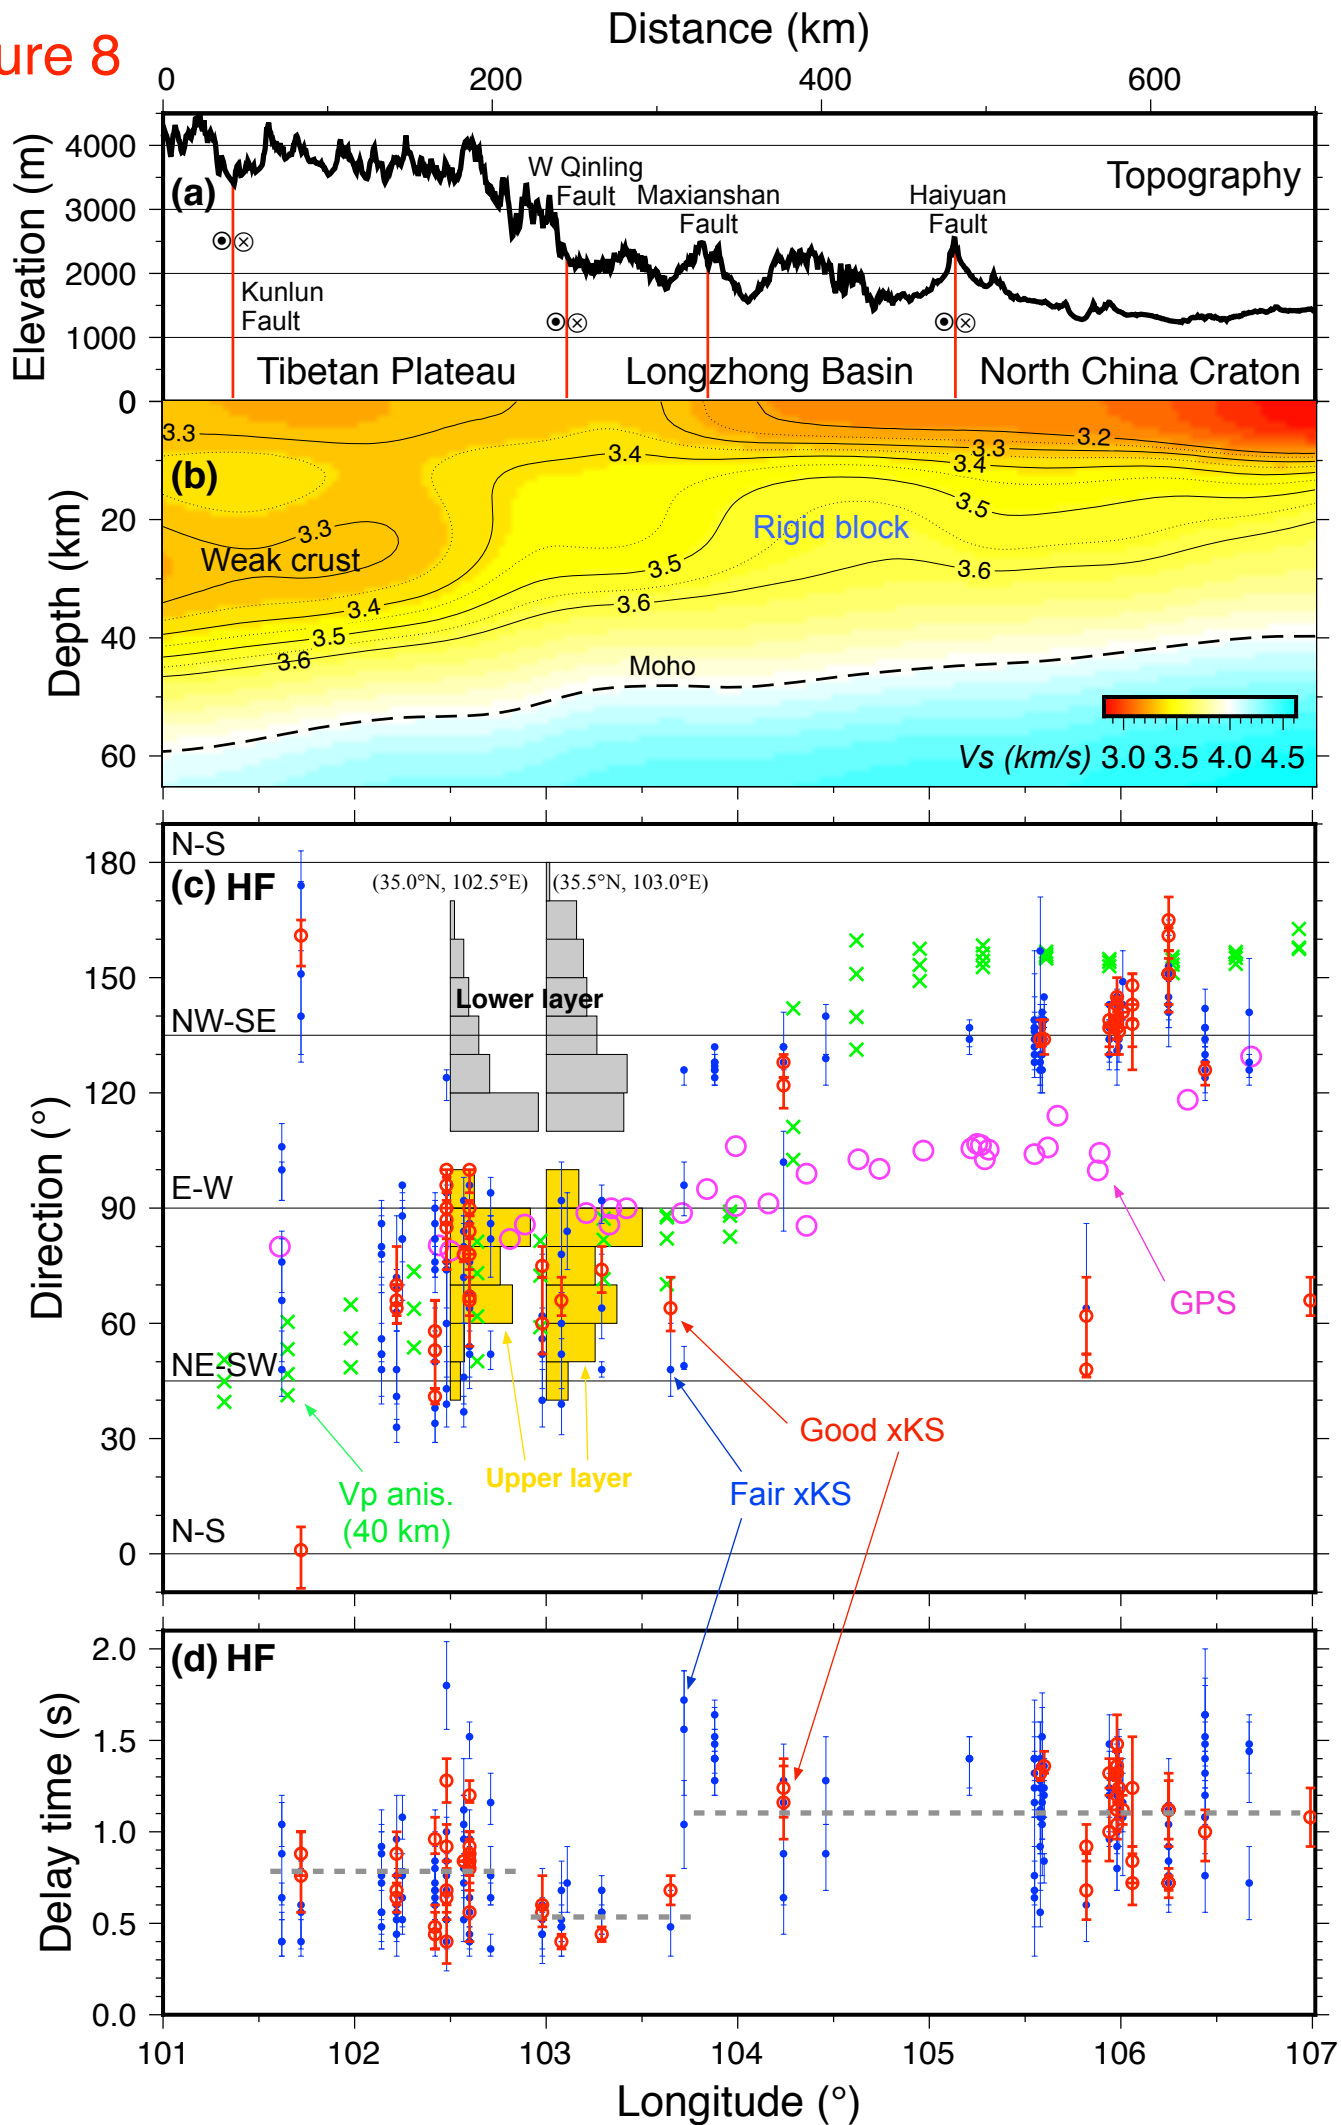 ure 8
Distance (km)
0 200 400 600
Elevation (m)
4000
3000
2000
1000
0
(a)
Topography
W Qinling
Fault
Maxianshan
Fault
Haiyuan
Fault
Kunlun
Fault
Tibetan Plateau
Longzhong Basin
North China Craton
Depth (km)
20
40
60
(b)
3.3
3.4
3.2
3.3
3.4
3.5
3.3
Weak crust
Rigid block
3.5
3.6
3.4
3.6
3.5
3.6
Moho
Vs (km/s) 3.0 3.5 4.0 4.5
Direction (°)
180
150
120
90
60
30
0
N-S
(c) HF
(35.0°N, 102.5°E)
(35.5°N, 103.0°E)
Lower layer
NW-SE
E-W
GPS
NE-SW
Good xKS
Upper layer
Fair xKS
Vp anis.
(40 km)
N-S
Delay time (s)
(d) HF
2.0
1.5
1.0
0.5
0.0
101 102 103 104 105 106 107
Longitude (°)